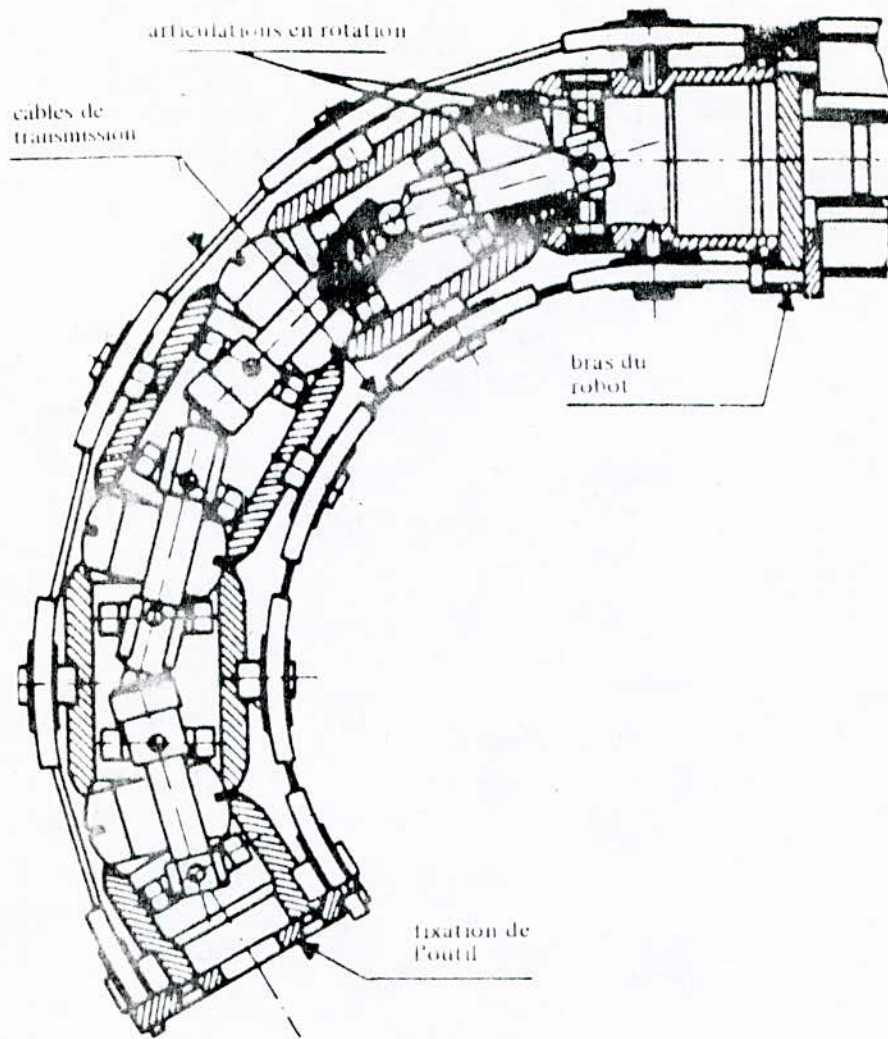 articulations en rotation
câbles de
transmission
bras du
robot
fixation de
l'outil